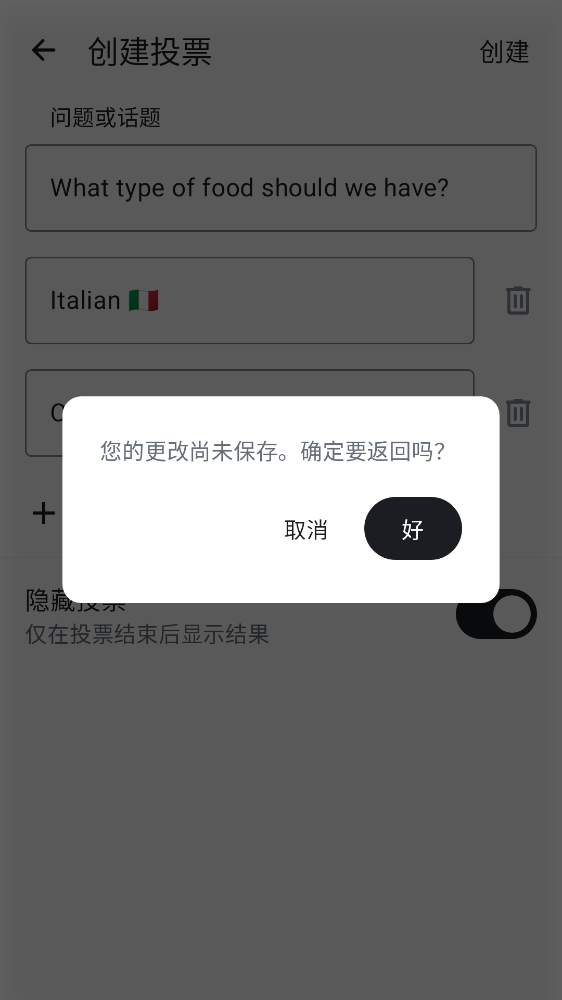 创建投票
创建
问题或话题
What type of food should we have?
Italian 🇮🇹
您的更改尚未保存。确定要返回吗？
取消
好
隐藏投票
仅在投票结束后显示结果